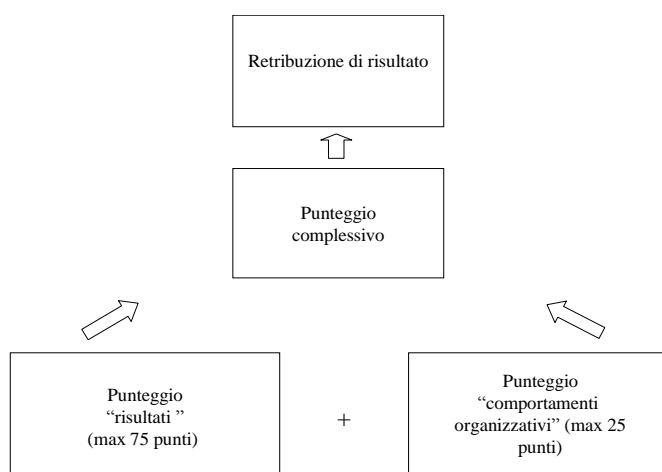 Retribuzione di risultato
Punteggio
complessivo
Punteggio
“risultati ”
(max 75 punti)
+
Punteggio
“comportamenti
organizzativi” (max 25
punti)